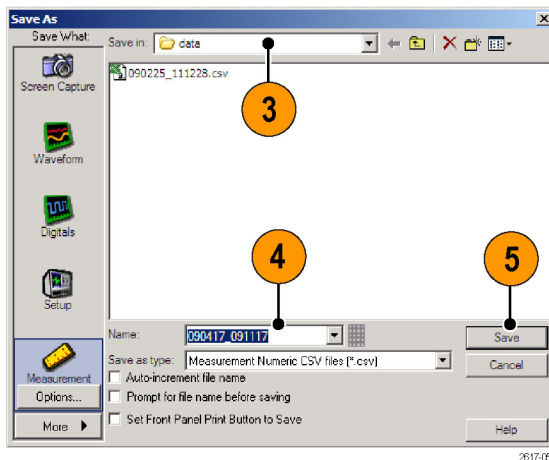 Save As
Save What:
Save in: data
Screen Capture
090225_111228.csv
3
Waveform
Digitals
Setup
4
5
Name: 090417_091117
Save
Save as type: Measurement Numeric CSV files (*.csv)
Cancel
Measurement
Auto-increment file name
Options...
Prompt for file name before saving
Set Front Panel Print Button to Save
More
Help